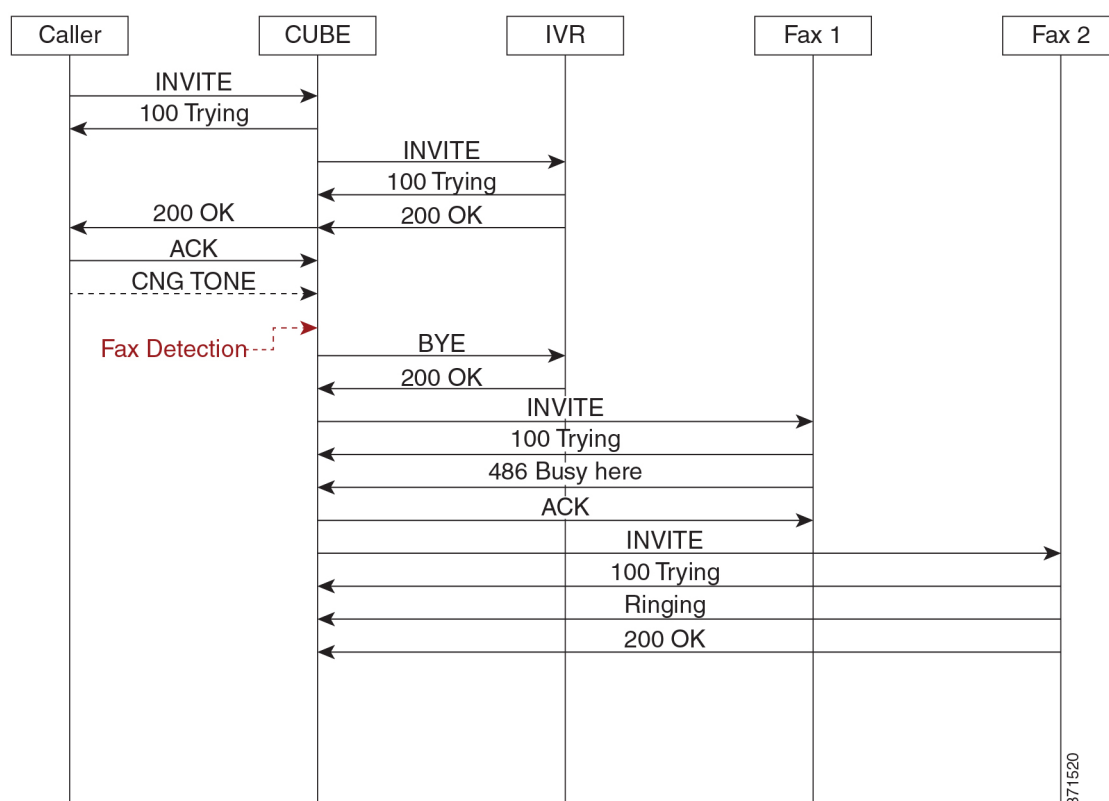 Caller
CUBE
IVR
Fax 1
Fax 2
INVITE
100 Trying
INVITE
100 Trying
200 OK
200 OK
ACK
CNG TONE
Fax Detection
BYE
200 OK
INVITE
100 Trying
486 Busy here
ACK
INVITE
100 Trying
Ringing
200 OK
371520